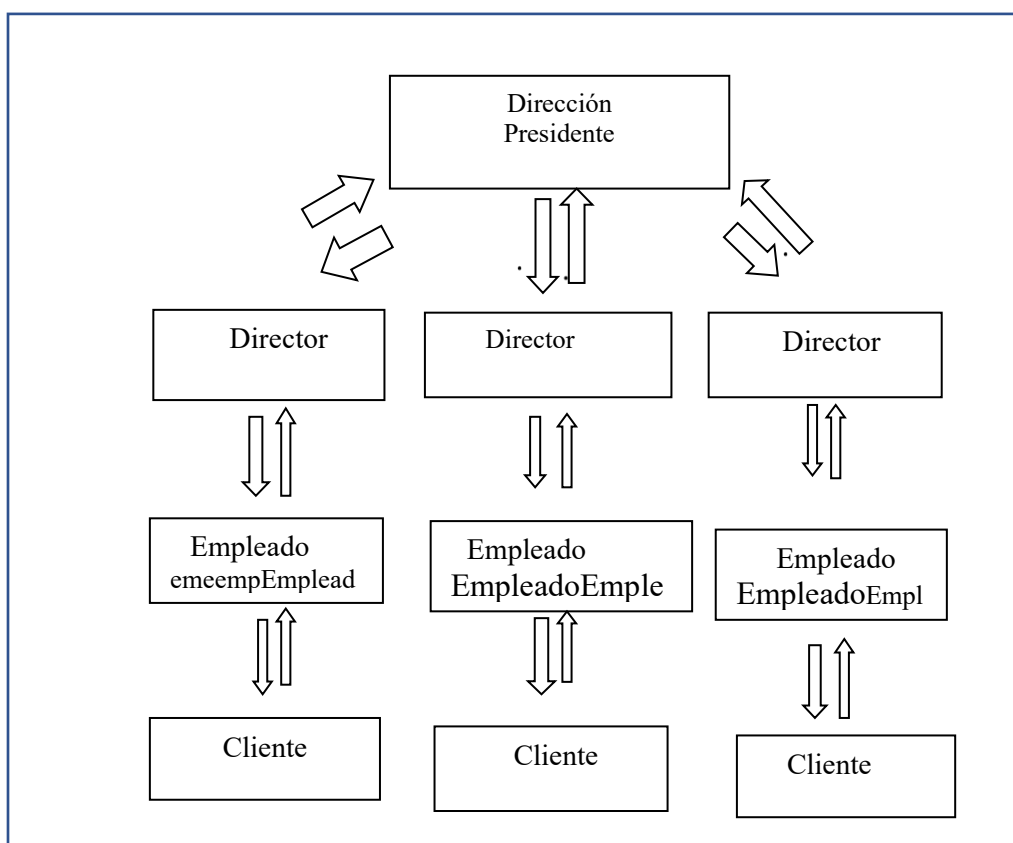 Dirección
Presidente
Director
Director
Director
Empleado
emeempEmplead
Empleado
EmpleadoEmple
Empleado
EmpleadoEmpl
Cliente
Cliente
Cliente